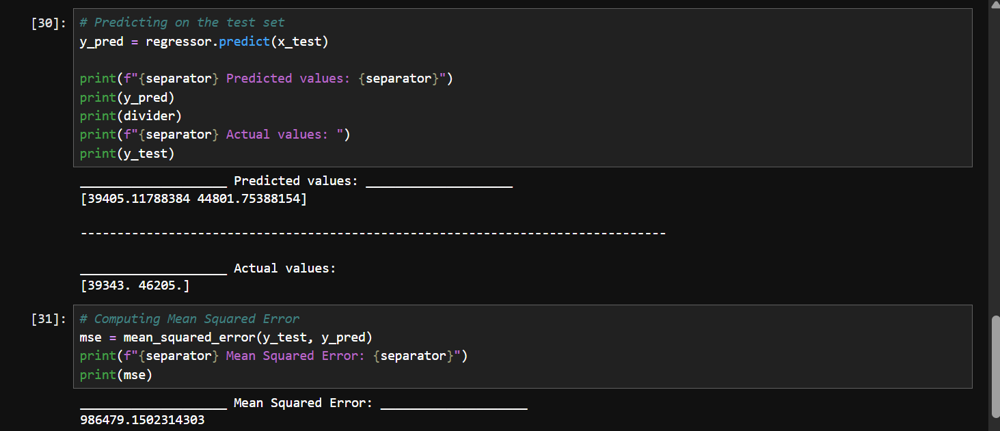 [30]:
# Predicting on the test set
y_pred = regressor.predict(x_test)
print(f"{separator} Predicted values: {separator}")
print(y_pred)
print(divider)
print(f"{separator} Actual values: ")
print(y_test)
____________________ Predicted values: ____________________
[39405.11788384 44801.75388154]
--------------------------------------------------------------------------------
____________________ Actual values:
[39343. 46205.]
[31]:
# Computing Mean Squared Error
mse = mean_squared_error(y_test, y_pred)
print(f"{separator} Mean Squared Error: {separator}")
print(mse)
____________________ Mean Squared Error: ____________________
986479.1502314303